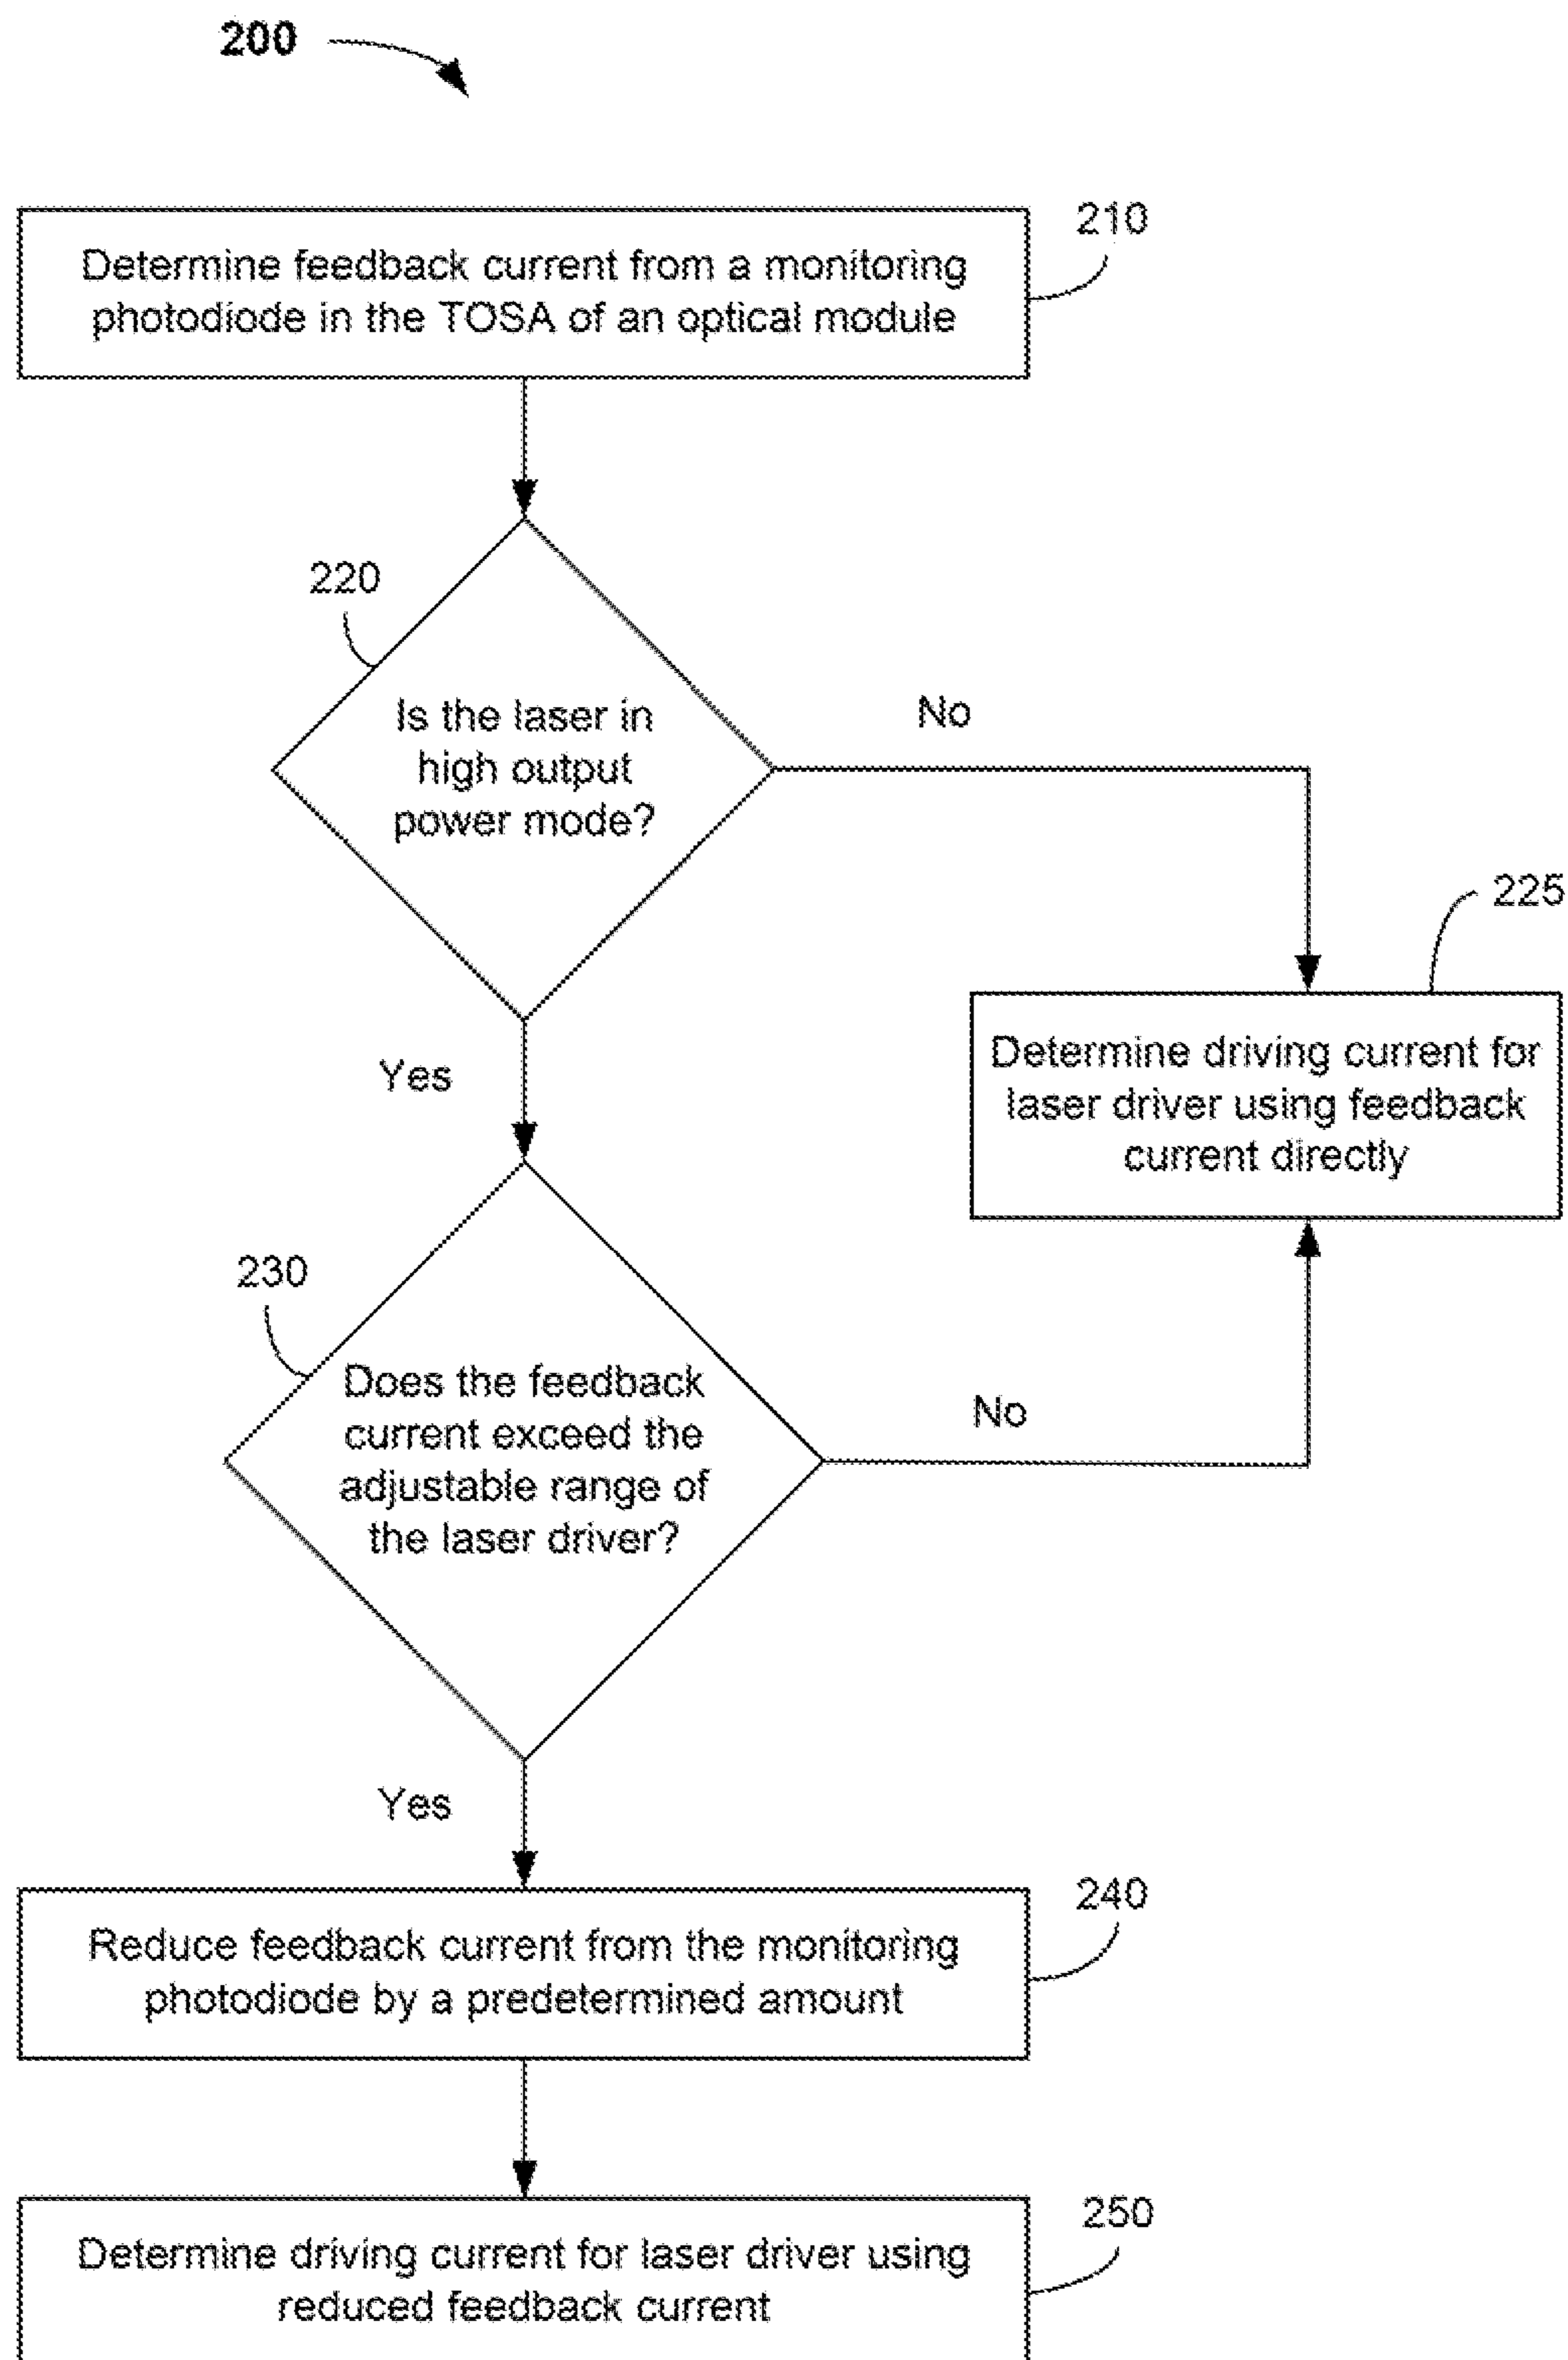 200
210
Determine feedback current from a monitoring
photodiode in the TOSA of an optical module
220
Is the laser in
high output
power mode?
No
225
Determine driving current for
laser driver using feedback
current directly
Yes
230
Does the feedback
current exceed the
adjustable range of
the laser driver?
No
Yes
240
Reduce feedback current from the monitoring
photodiode by a predetermined amount
250
Determine driving current for laser driver using
reduced feedback current